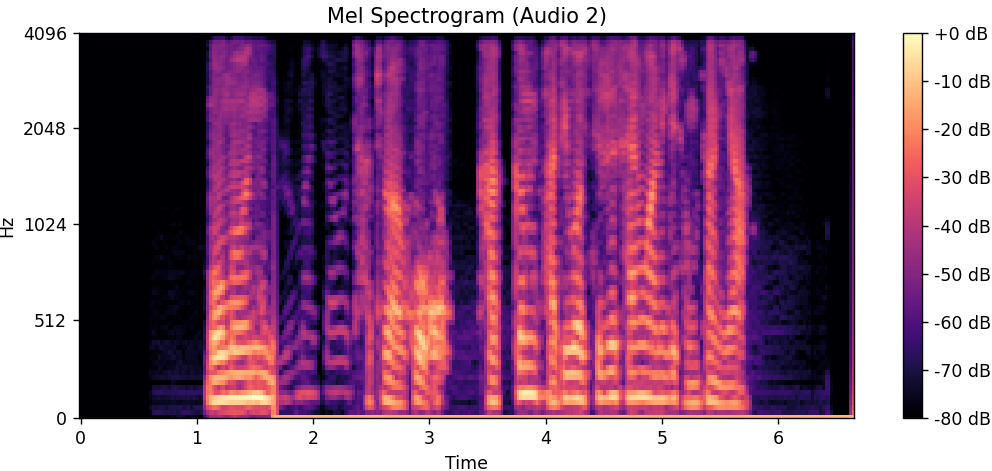 Mel Spectrogram (Audio 2)
4096
2048
1024
512
0
Hz
0 1 2 3 4 5 6
Time
+0 dB
-10 dB
-20 dB
-30 dB
-40 dB
-50 dB
-60 dB
-70 dB
-80 dB